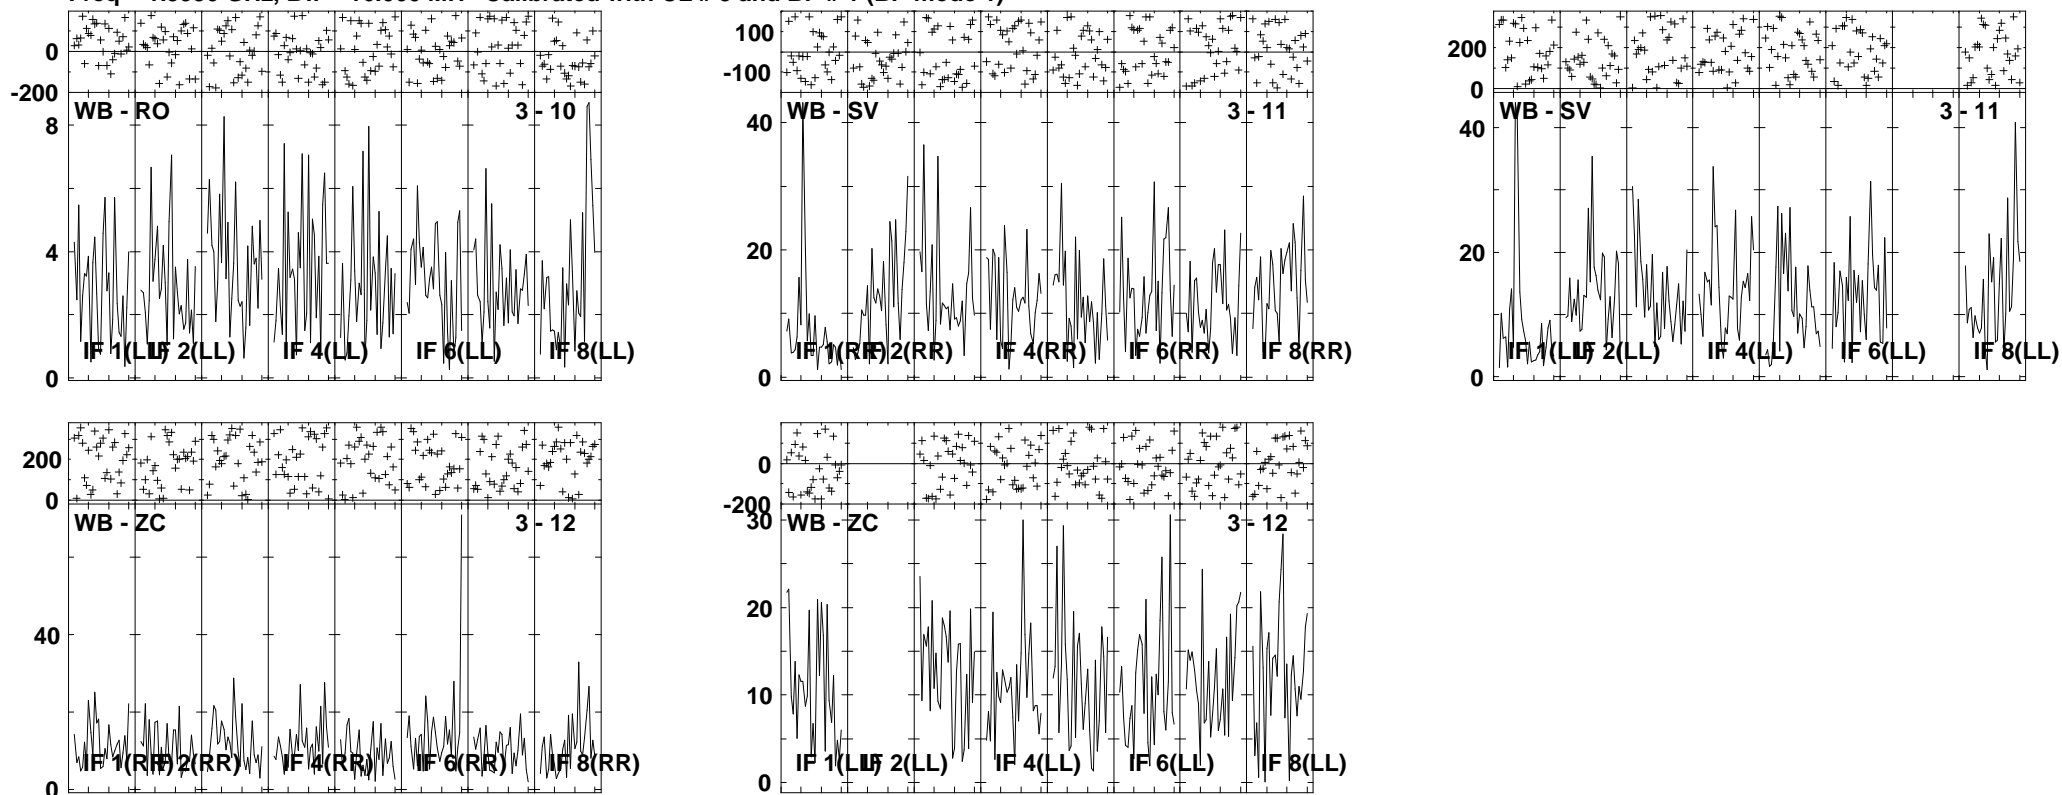 0
-200
WB - RO
3 - 10
8
4
0
IF 1(LL)
IF 2(LL)
IF 4(LL)
IF 6(LL)
IF 8(LL)
100
-100
WB - SV
3 - 11
40
20
0
IF 1(RR)
IF 2(RR)
IF 4(RR)
IF 6(RR)
IF 8(RR)
200
0
WB - SV
3 - 11
40
20
0
IF 1(LL)
IF 2(LL)
IF 4(LL)
IF 6(LL)
IF 8(LL)
200
0
WB - ZC
3 - 12
40
0
IF 1(RR)
IF 2(RR)
IF 4(RR)
IF 6(RR)
IF 8(RR)
0
-200
WB - ZC
3 - 12
30
20
10
0
IF 1(LL)
IF 2(LL)
IF 4(LL)
IF 6(LL)
IF 8(LL)